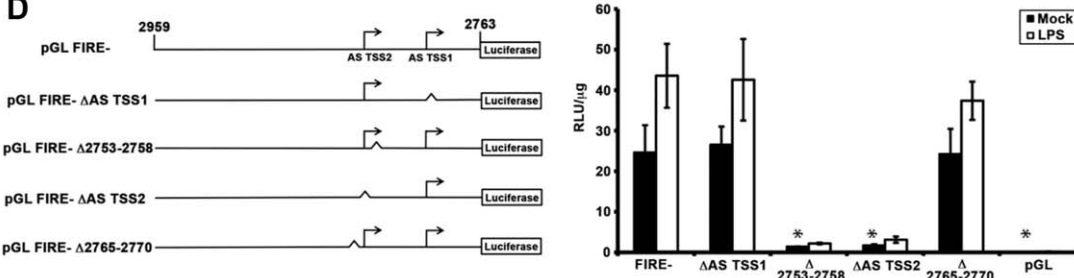 D
2959 2763
pGL FIRE- Luciferase
AS TSS2 AS TSS1
pGL FIRE- ΔAS TSS1 Luciferase
pGL FIRE- Δ2753-2758 Luciferase
pGL FIRE- ΔAS TSS2 Luciferase
pGL FIRE- Δ2765-2770 Luciferase
60
50
40
30
20
10
0
RLU/µg
Mock
LPS
* * *
FIRE- ΔAS TSS1 Δ 2753-2758 ΔAS TSS2 Δ 2765-2770 pGL